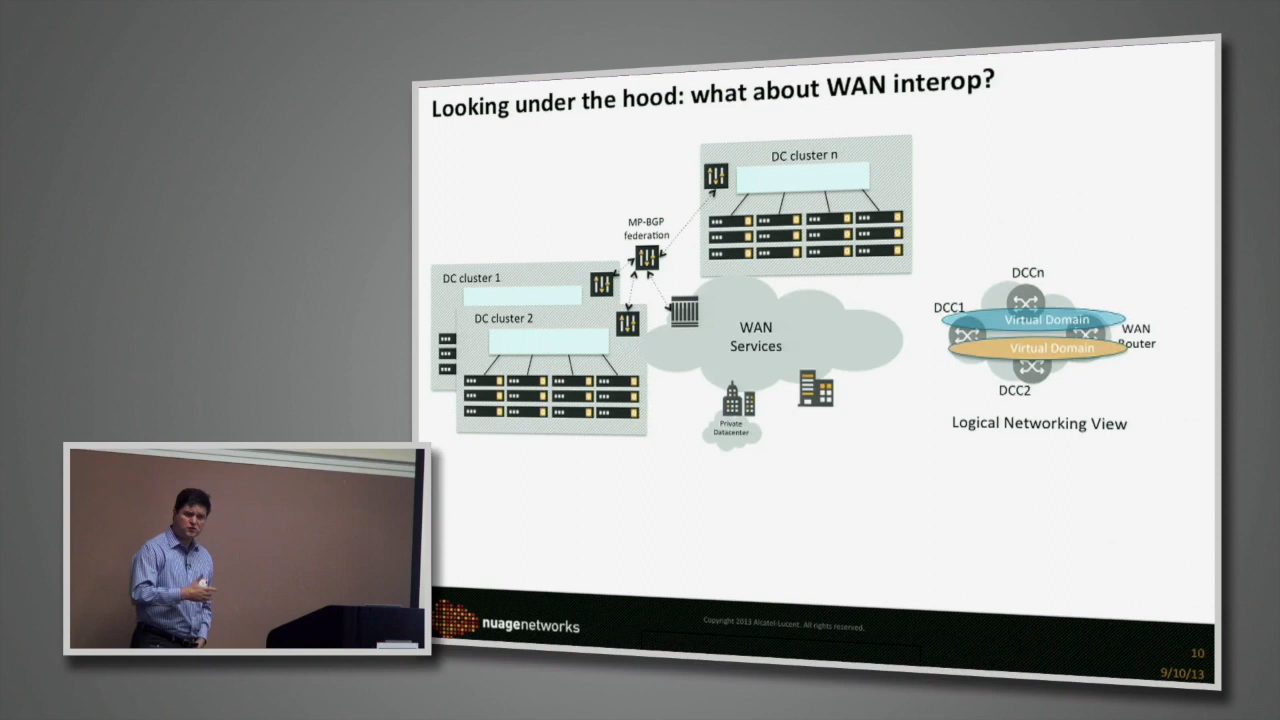 Looking under the hood: what about WAN interop?
DC cluster n
MP-BGP
federation
DC cluster 1
DC cluster 2
WAN
Services
Private
Datacenter
DCCn
DCC1
Virtual Domain
WAN
Router
Virtual Domain
DCC2
Logical Networking View
nuagenetworks
Copyright 2013 Alcatel-Lucent. All rights reserved.
10
9/10/13